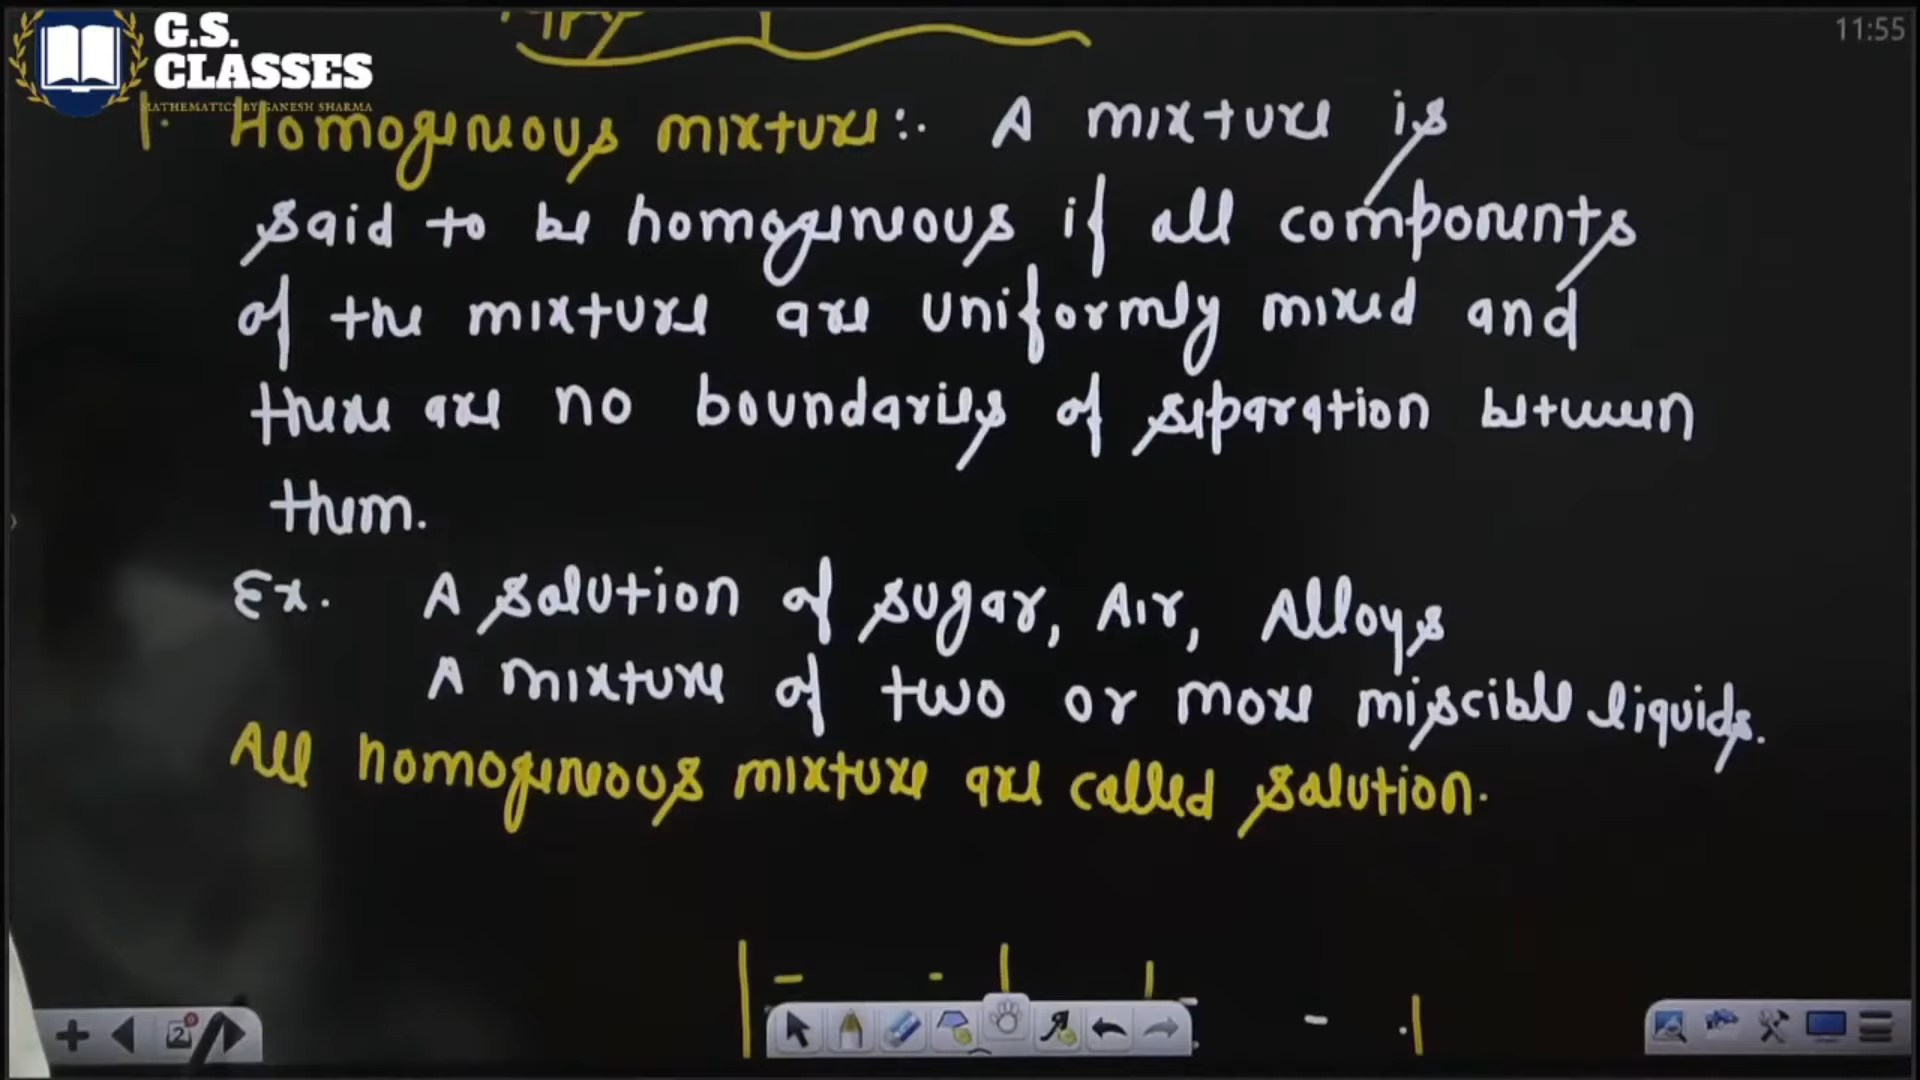 G.S.
CLASSES
MATHEMATICS BY GANESH SHARMA
11:55
1. Homogeneous mixture:. A mixture is
said to be homogeneous if all components
of the mixture are uniformly mixed and
there are no boundaries of separation between
them.
Ex. A solution of sugar, Air, Alloys
A mixture of two or more miscible liquids.
All homogeneous mixture are called solution.
2